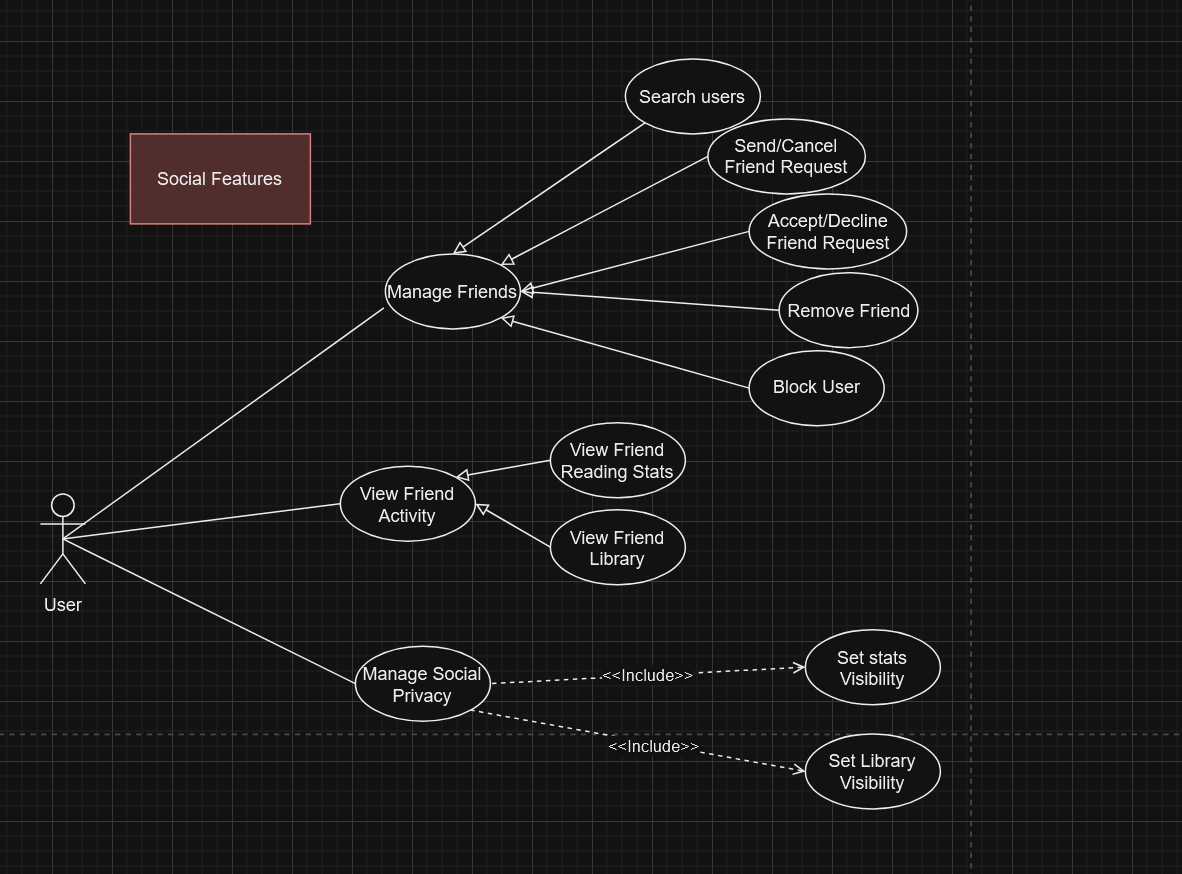 Search users
Send/Cancel
Friend Request
Social Features
Accept/Decline
Friend Request
Manage Friends
Remove Friend
Block User
View Friend
Reading Stats
View Friend
Activity
View Friend
Library
User
Manage Social
Privacy
<<Include>>
Set stats
Visibility
<<Include>>
Set Library
Visibility